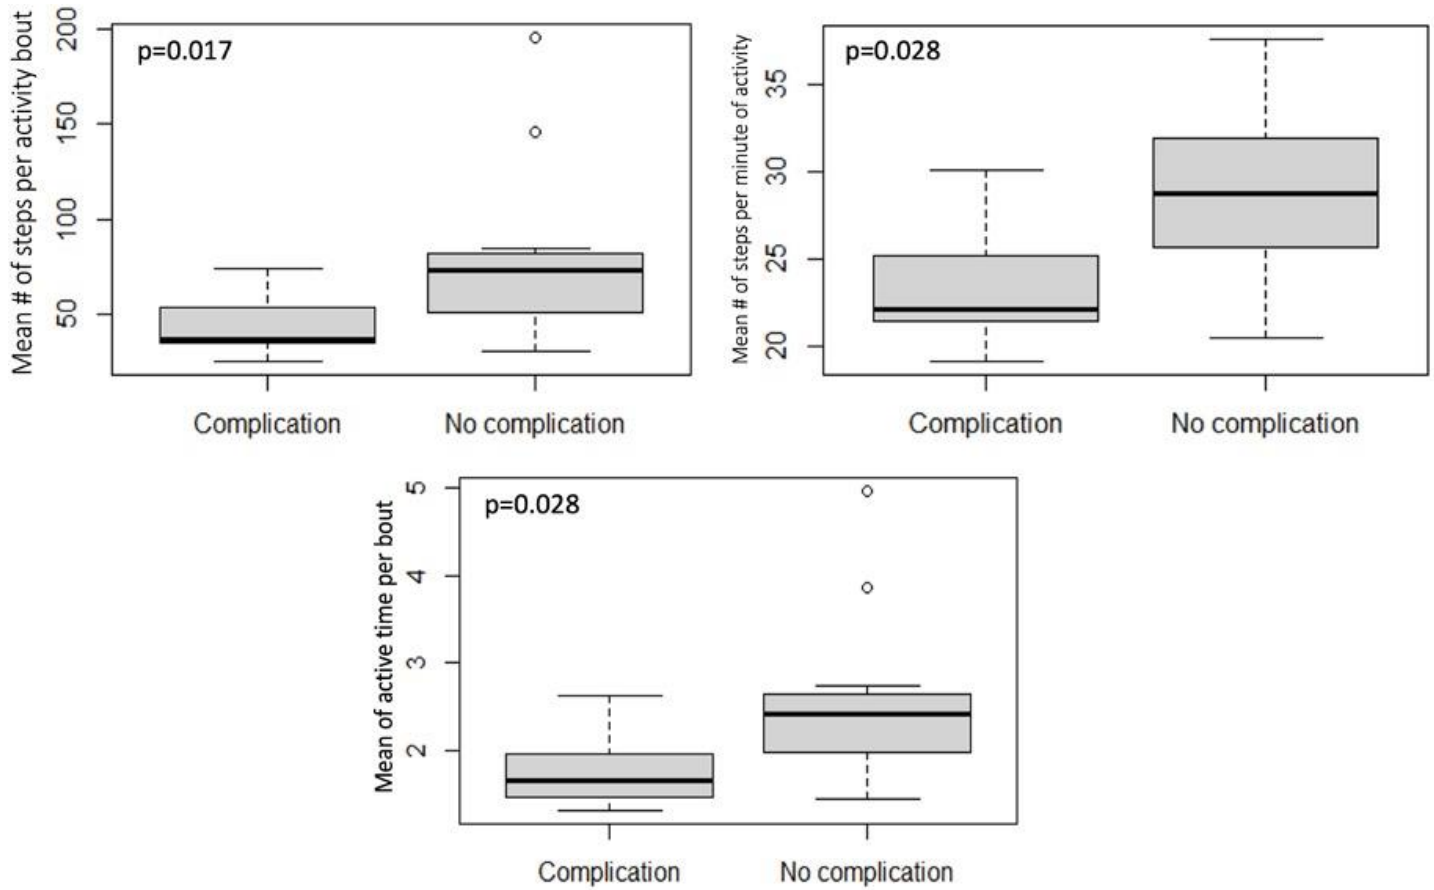 Mean # of steps per activity bout
200
150
100
50
p=0.017
Complication
No complication
Mean # of steps per minute of activity
35
30
25
20
p=0.028
Complication
No complication
Mean of active time per bout
5
4
3
2
p=0.028
Complication
No complication